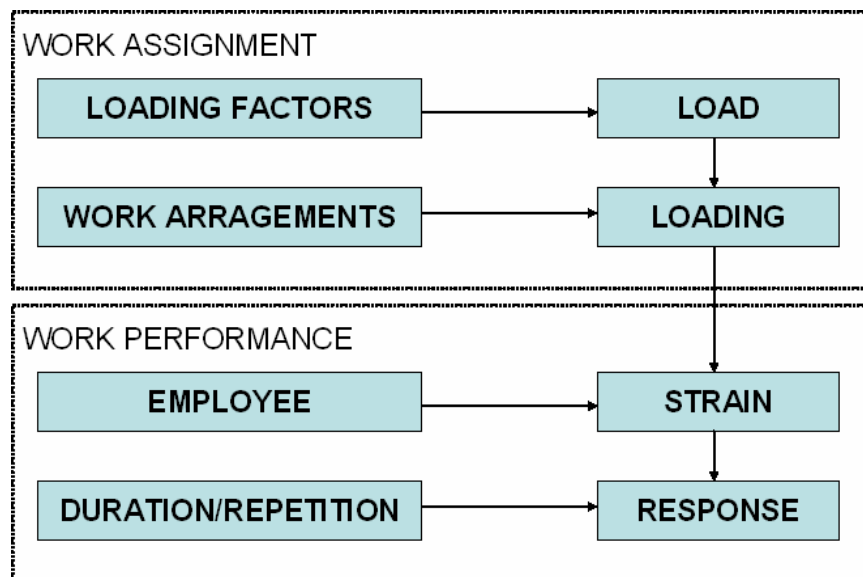 WORK ASSIGNMENT
LOADING FACTORS
LOAD
WORK ARRAGEMENTS
LOADING
WORK PERFORMANCE
EMPLOYEE
STRAIN
DURATION/REPETITION
RESPONSE